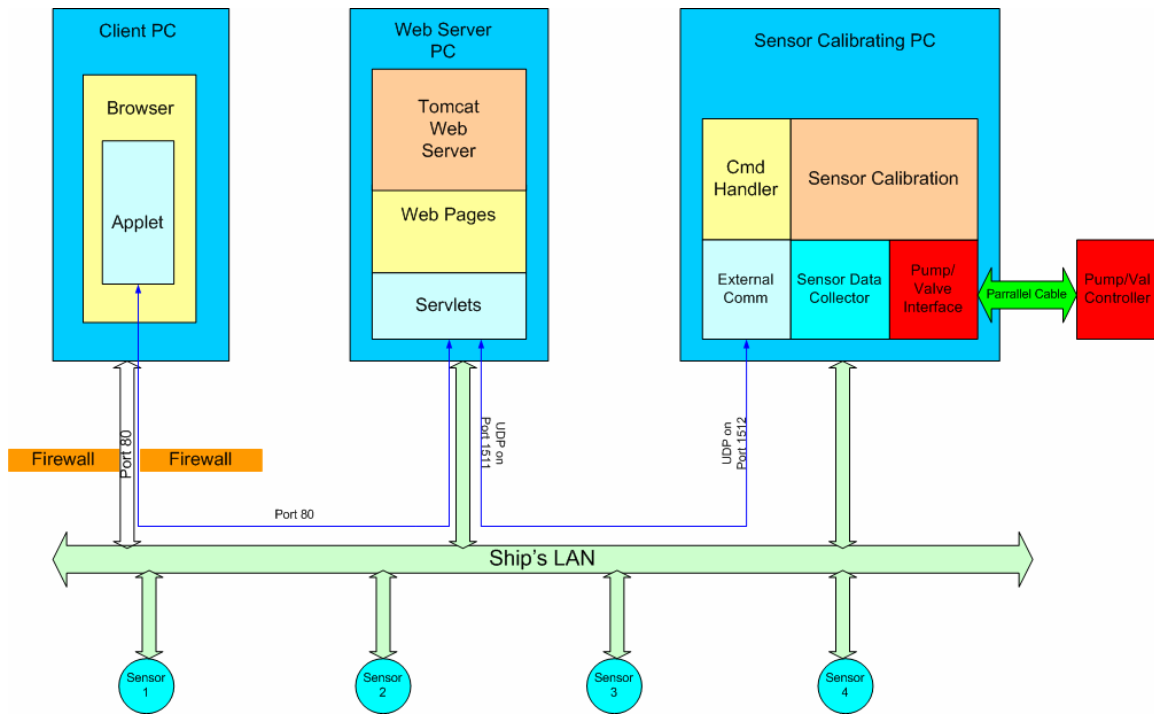 Client PC
Browser
Applet
Web Server
PC
Tomcat
Web
Server
Web Pages
Servlets
Sensor Calibrating PC
Cmd
Handler
Sensor Calibration
External
Comm
Sensor Data
Collector
Pump/
Valve
Interface
Parrallel Cable
Pump/Val
Controller
Firewall
Port 80
Firewall
UDP on
Port 1511
UDP on
Port 1512
Port 80
Ship's LAN
Sensor
1
Sensor
2
Sensor
3
Sensor
4